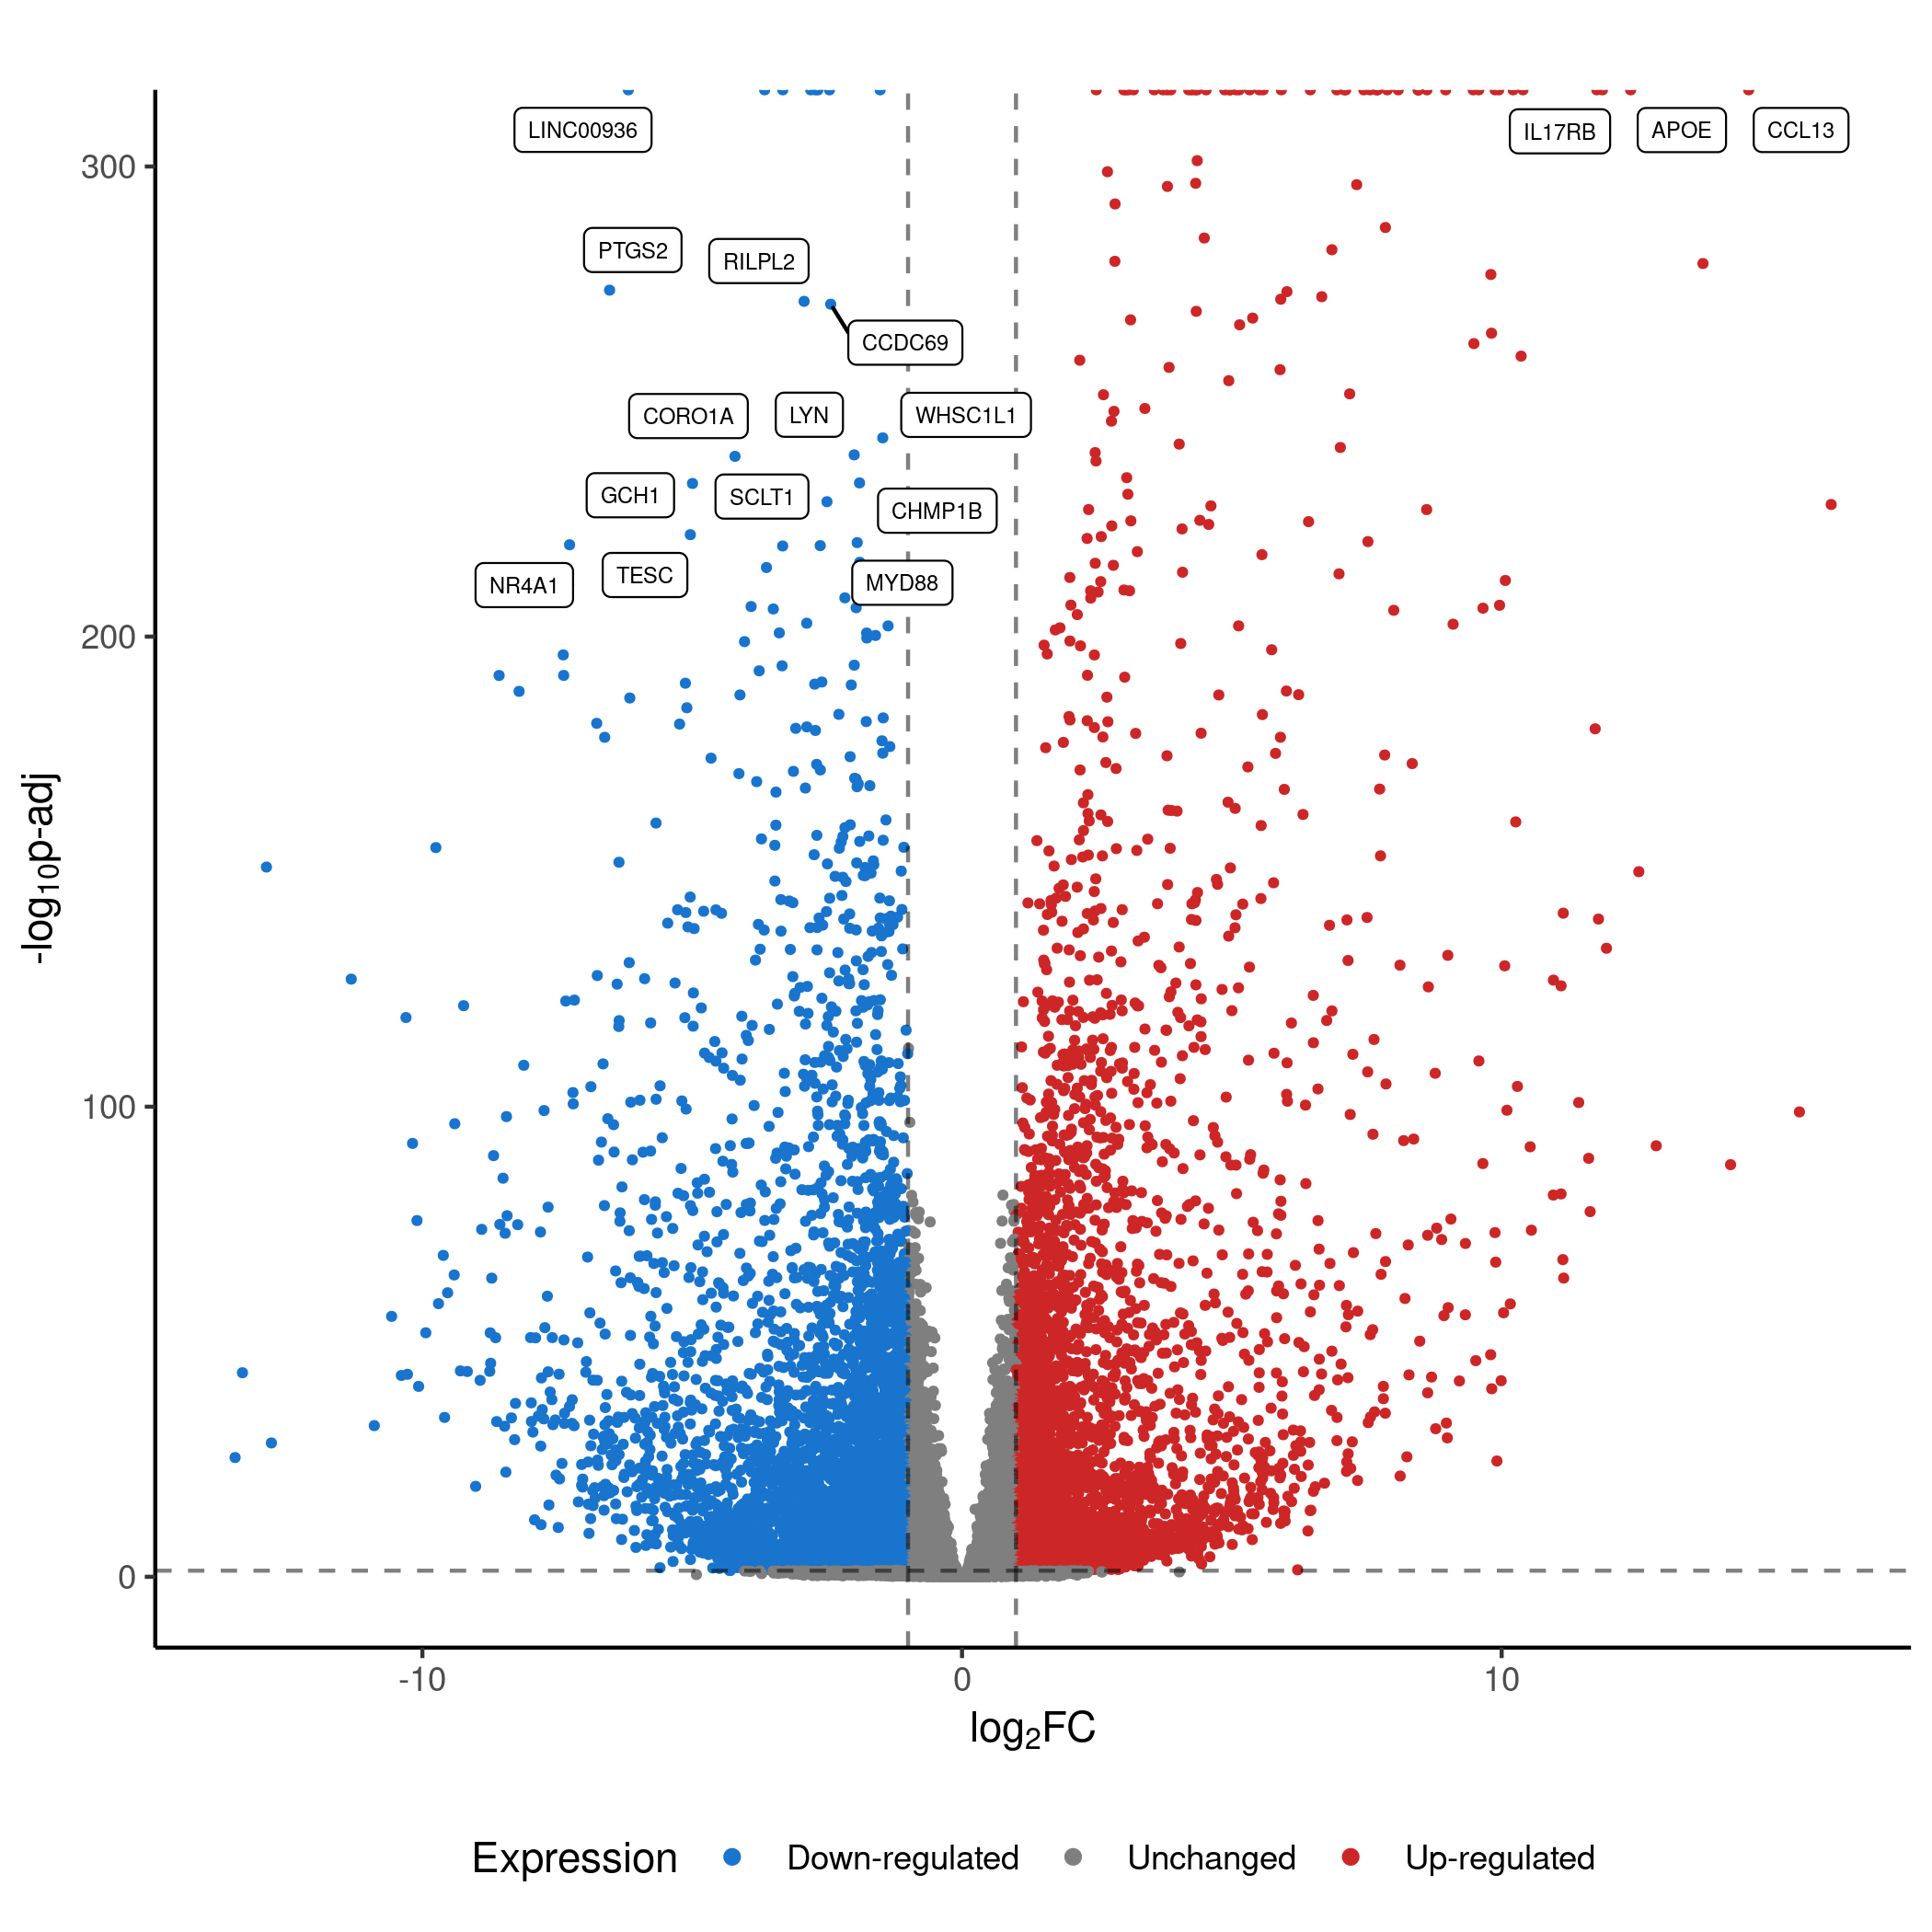 LINC00936
IL17RB
APOE
CCL13
300
PTGS2
RILPL2
CCDC69
CORO1A
LYN
WHSC1L1
GCH1
SCLT1
CHMP1B
NR4A1
TESC
MYD88
200
-log10p-adj
100
0
-10
0
10
log2FC
Expression
Down-regulated
Unchanged
Up-regulated